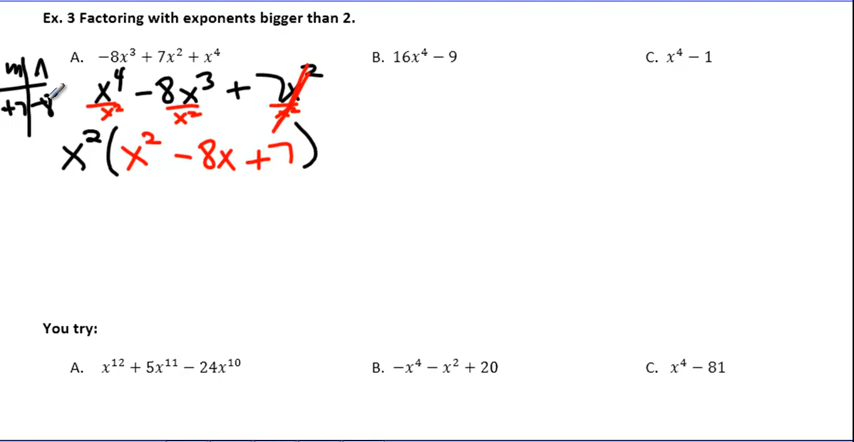 Ex. 3 Factoring with exponents bigger than 2.
A. −8x³ + 7x² + x⁴ B. 16x⁴ − 9 C. x⁴ − 1
m A
x⁴ − 8x³ + 7x²
+7 −8 x² x² x²
x²(x² − 8x + 7)
You try:
A. x¹² + 5x¹¹ − 24x¹⁰ B. −x⁴ − x² + 20 C. x⁴ − 81